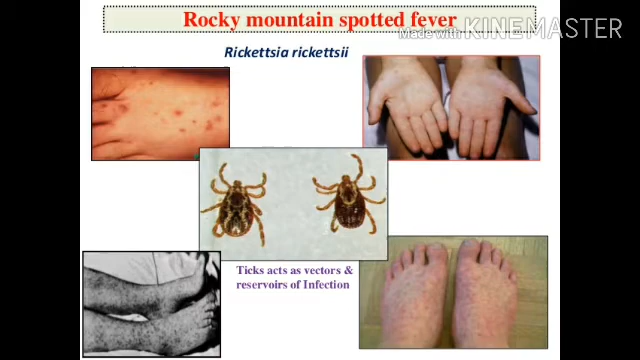 Rocky mountain spotted fever
Made with KINEMASTER
Rickettsia rickettsii
Ticks acts as vectors &
reservoirs of Infection